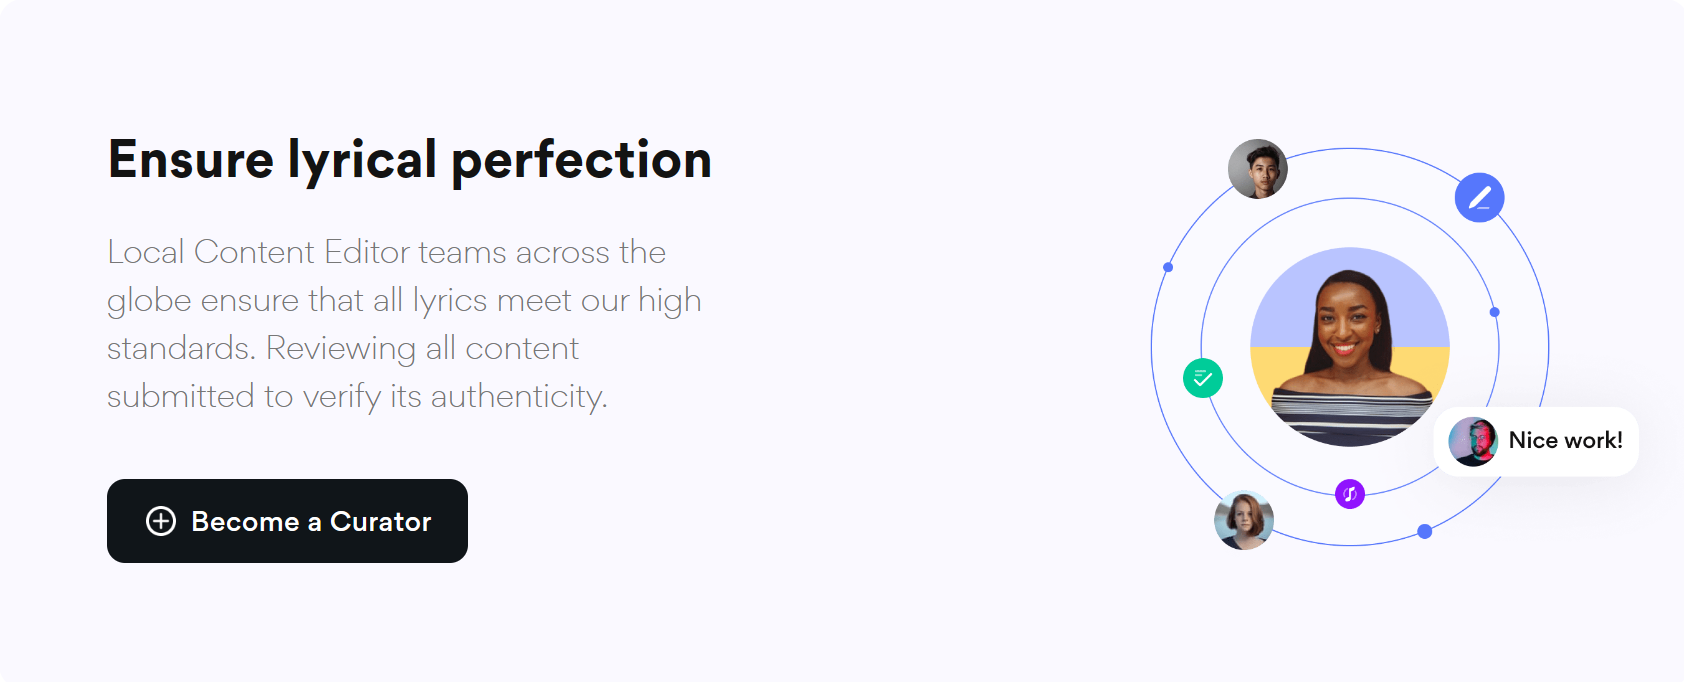 Ensure lyrical perfection
Local Content Editor teams across the
globe ensure that all lyrics meet our high
standards. Reviewing all content
submitted to verify its authenticity.
Become a Curator
Nice work!